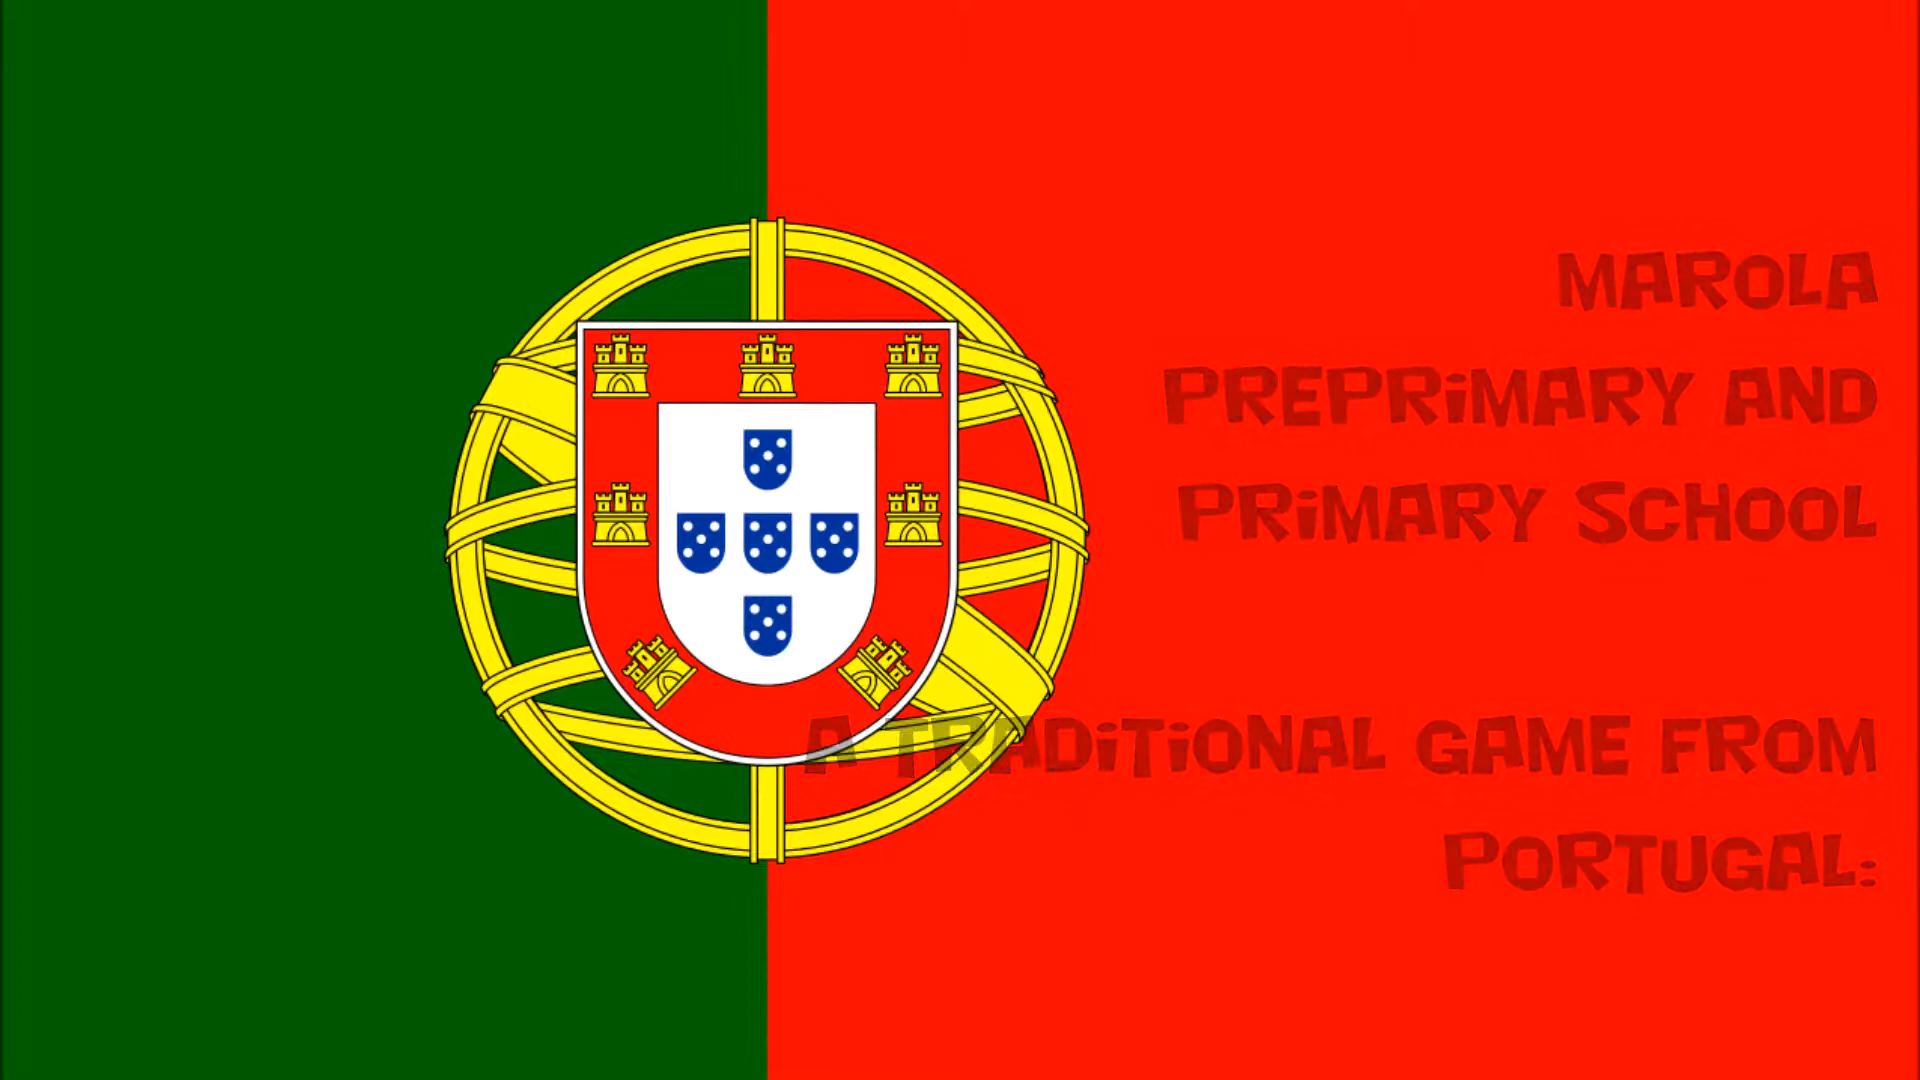 MAROLA
PREPRiMARY AND
PRiMARY SCHOOL
A TRADiTiONAL GAME FROM
PORTUGAL: